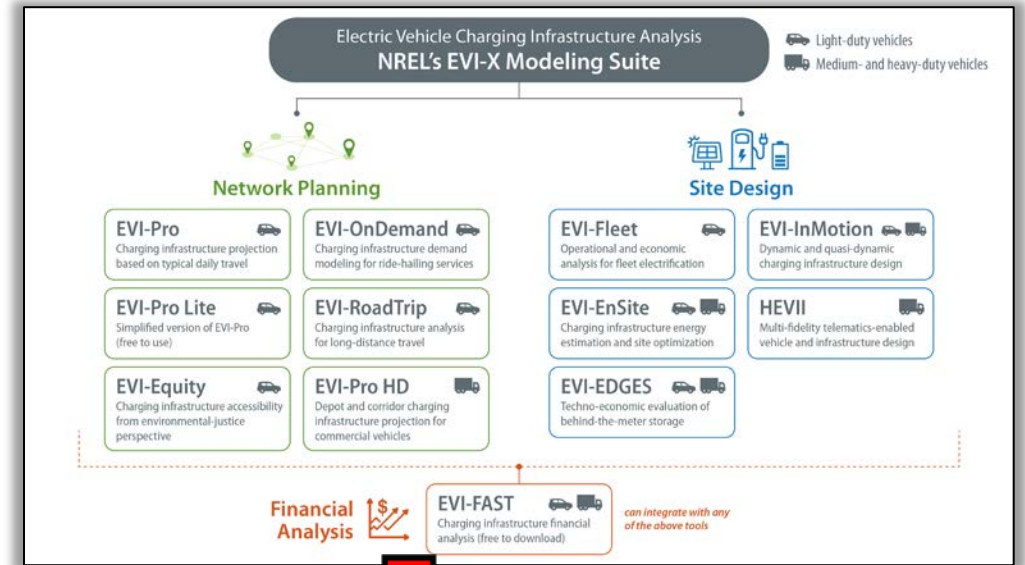 Electric Vehicle Charging Infrastructure Analysis
NREL's EVI-X Modeling Suite
Light-duty vehicles
Medium- and heavy-duty vehicles
Network Planning
EVI-Pro
Charging infrastructure projection
based on typical daily travel
EVI-OnDemand
Charging infrastructure demand
modeling for ride-hailing services
EVI-Pro Lite
Simplified version of EVI-Pro
(free to use)
EVI-RoadTrip
Charging infrastructure analysis
for long-distance travel
EVI-Equity
Charging infrastructure accessibility
from environmental-justice
perspective
EVI-Pro HD
Depot and corridor charging
infrastructure projection for
commercial vehicles
Site Design
EVI-Fleet
Operational and economic
analysis for fleet electrification
EVI-InMotion
Dynamic and quasi-dynamic
charging infrastructure design
EVI-EnSite
Charging infrastructure energy
estimation and site optimization
HEVII
Multi-fidelity telematics-enabled
vehicle and infrastructure design
EVI-EDGES
Techno-economic evaluation of
behind-the-meter storage
Financial
Analysis
$
EVI-FAST
Charging infrastructure financial
analysis (free to download)
can integrate with any
of the above tools